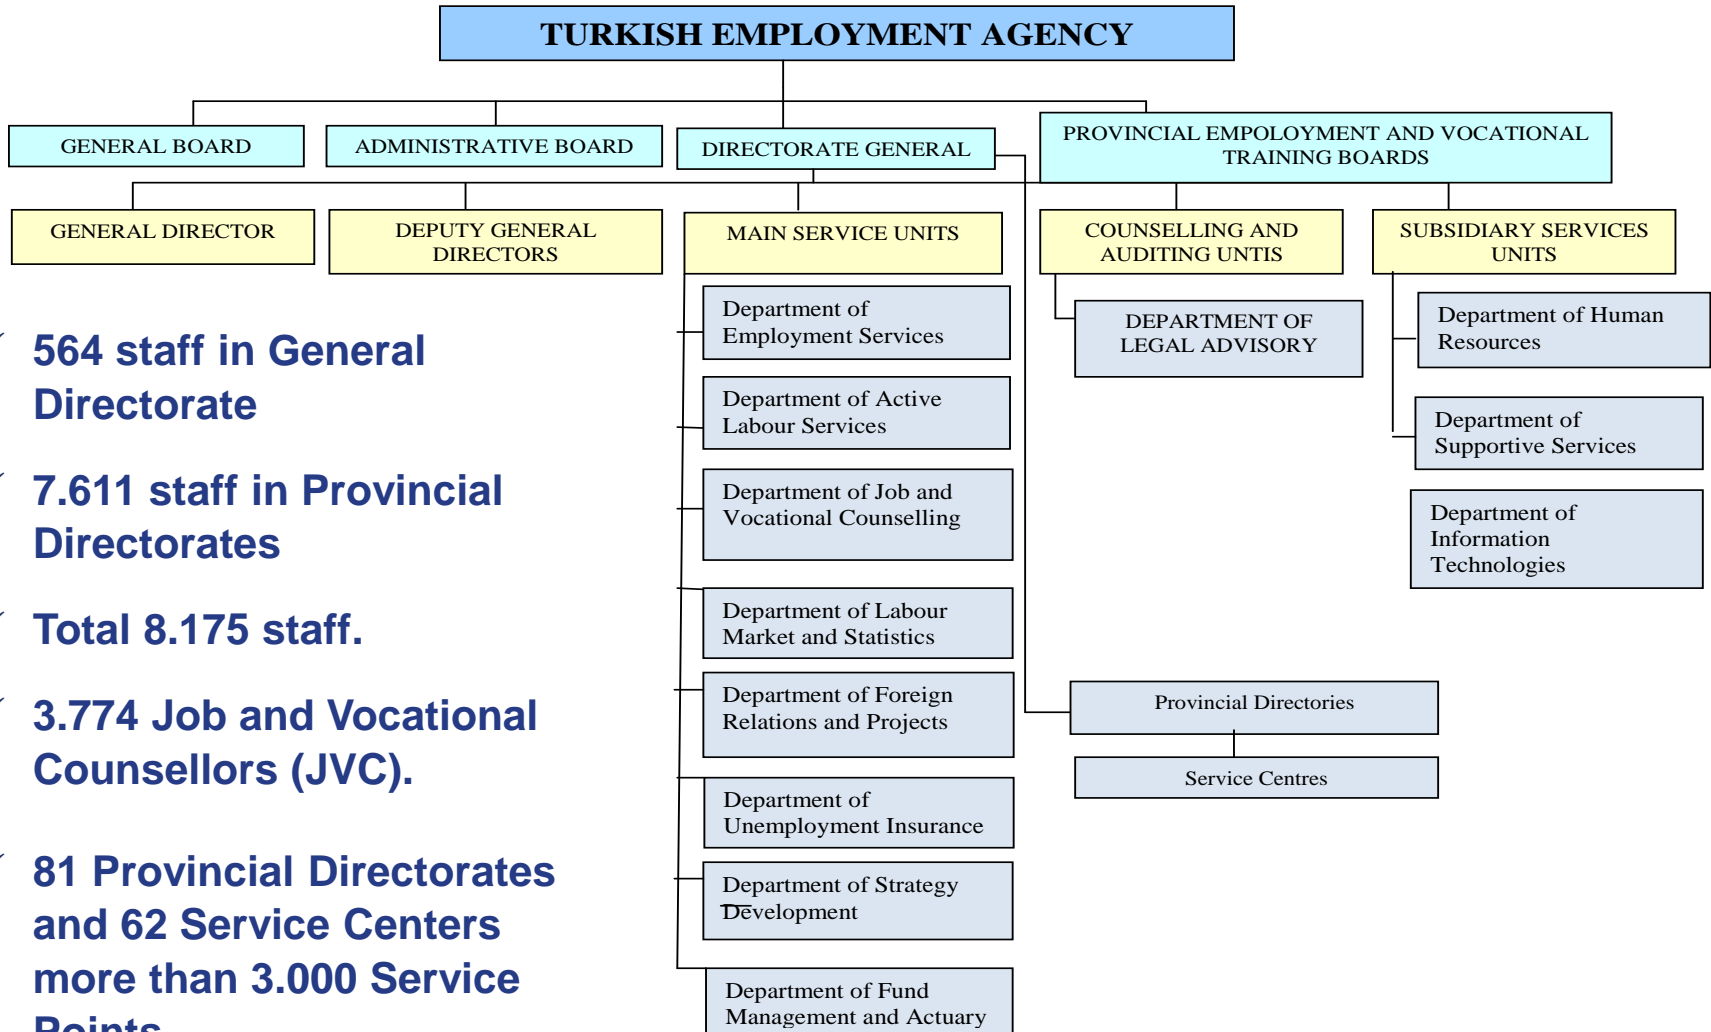 TURKISH EMPLOYMENT AGENCY
GENERAL BOARD
ADMINISTRATIVE BOARD
DIRECTORATE GENERAL
PROVINCIAL EMPOLOYMENT AND VOCATIONAL
TRAINING BOARDS
GENERAL DIRECTOR
DEPUTY GENERAL
DIRECTORS
MAIN SERVICE UNITS
COUNSELLING AND
AUDITING UNTIS
SUBSIDIARY SERVICES
UNITS
564 staff in General
Directorate
7.611 staff in Provincial
Directorates
Total 8.175 staff.
3.774 Job and Vocational
Counsellors (JVC).
81 Provincial Directorates
and 62 Service Centers
more than 3.000 Service
Points
Department of
Employment Services
Department of Active
Labour Services
Department of Job and
Vocational Counselling
Department of Labour
Market and Statistics
Department of Foreign
Relations and Projects
Department of
Unemployment Insurance
Department of Strategy
Development
Department of Fund
Management and Actuary
DEPARTMENT OF
LEGAL ADVISORY
Department of Human
Resources
Department of
Supportive Services
Department of
Information
Technologies
Provincial Directories
Service Centres